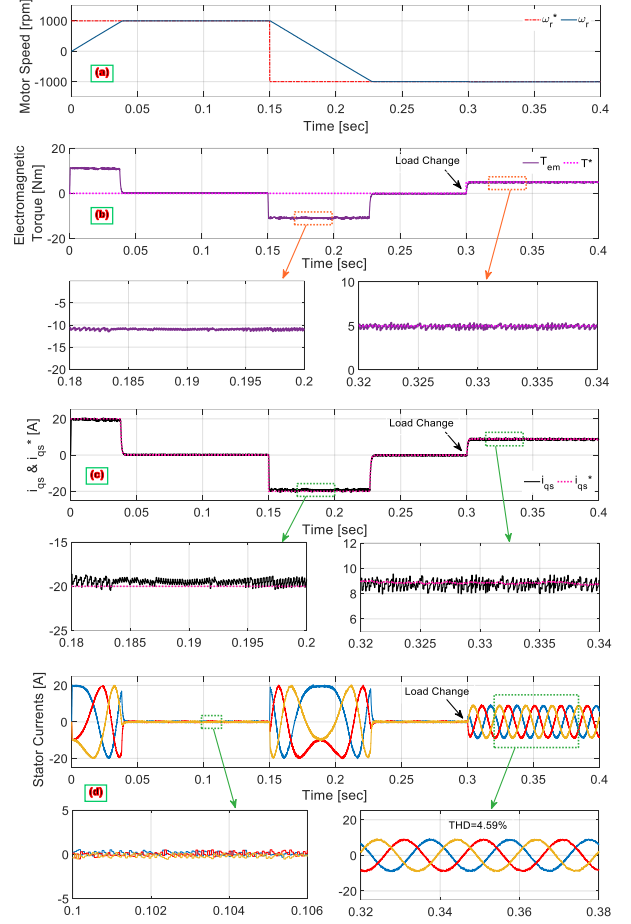 1000
0
-1000
Motor Speed [rpm]
(a)
ω_r* ω_r
0 0.05 0.1 0.15 0.2 0.25 0.3 0.35 0.4
Time [sec]
20
0
-20
Electromagnetic
Torque [Nm]
(b)
Load Change
T_em T*
0 0.05 0.1 0.15 0.2 0.25 0.3 0.35 0.4
Time [sec]
-5
-10
-15
-20
0.18 0.185 0.19 0.195 0.2
10
5
0
0.32 0.325 0.33 0.335 0.34
20
0
-20
i_qs & i_qs* [A]
(c)
Load Change
i_qs i_qs*
0 0.05 0.1 0.15 0.2 0.25 0.3 0.35 0.4
Time [sec]
-15
-20
-25
0.18 0.185 0.19 0.195 0.2
12
10
8
6
0.32 0.325 0.33 0.335 0.34
20
0
-20
Stator Currents [A]
(d)
Load Change
0 0.05 0.1 0.15 0.2 0.25 0.3 0.35 0.4
Time [sec]
5
0
-5
0.1 0.102 0.104 0.106
THD=4.59%
20
0
-20
0.32 0.34 0.36 0.38